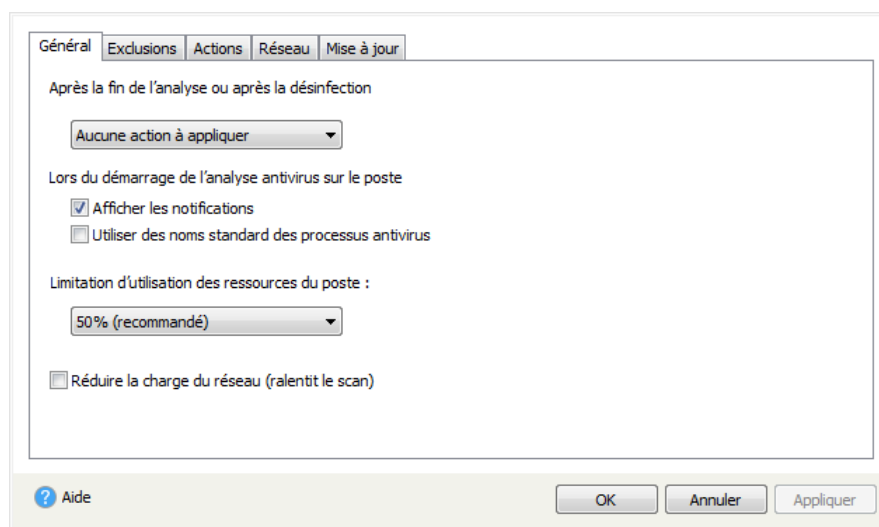 Général Exclusions Actions Réseau Mise à jour
Après la fin de l'analyse ou après la désinfection
Aucune action à appliquer
Lors du démarrage de l'analyse antivirus sur le poste
Afficher les notifications
Utiliser des noms standard des processus antivirus
Limitation d'utilisation des ressources du poste :
50% (recommandé)
Réduire la charge du réseau (ralentit le scan)
? Aide OK Annuler Appliquer